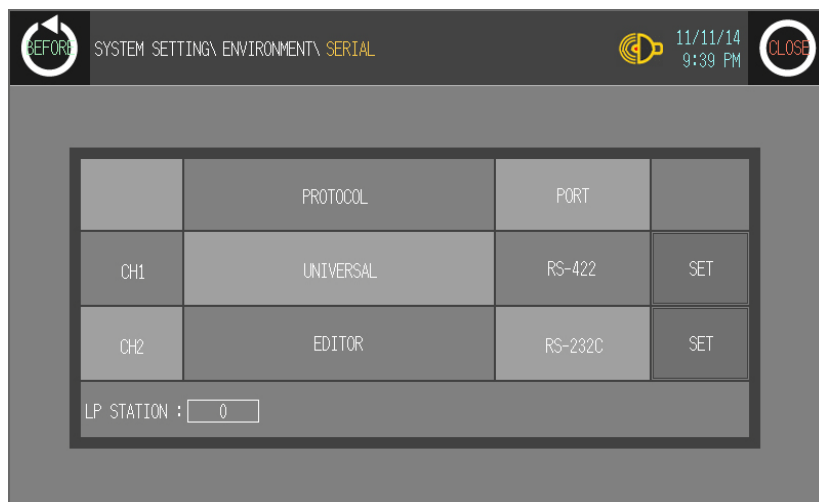 BEFORE
SYSTEM SETTING\ ENVIRONMENT\ SERIAL
11/11/14
9:39 PM
CLOSE
PROTOCOL PORT
CH1 UNIVERSAL RS-422 SET
CH2 EDITOR RS-232C SET
LP STATION : 0